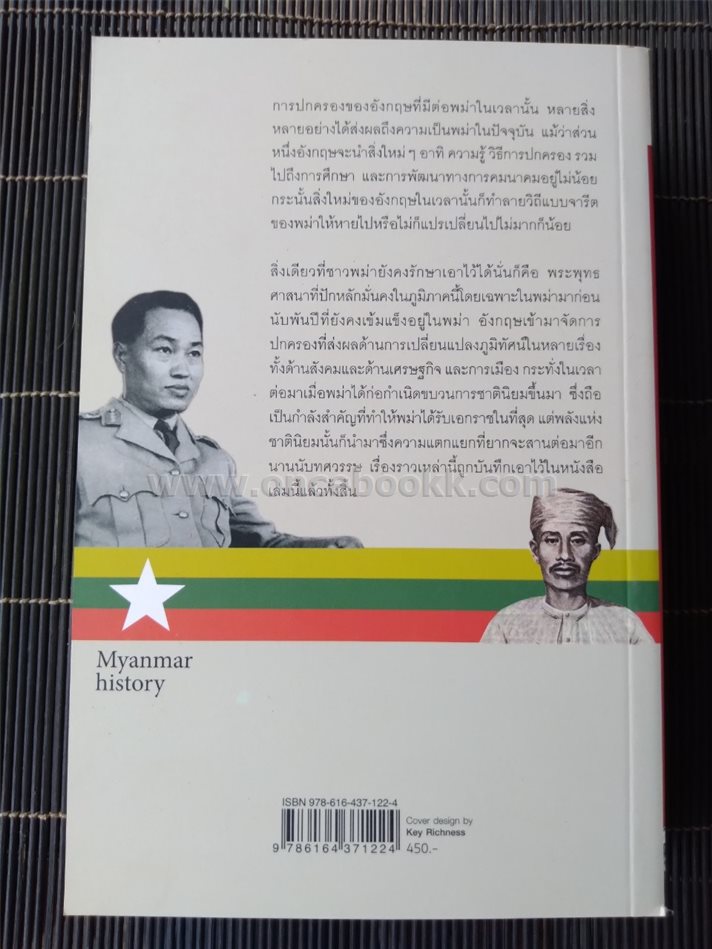 การปกครองของอังกฤษที่มีต่อพม่าในเวลานั้น หลายสิ่ง
หลายอย่างได้ส่งผลถึงความเป็นพม่าในปัจจุบัน แม้ว่าส่วน
หนึ่งอังกฤษจะนำสิ่งใหม่ ๆ อาทิ ความรู้ วิธีการปกครอง รวม
ไปถึงการศึกษา และการพัฒนาทางการคมนาคมอยู่ไม่น้อย
กระนั้นสิ่งใหม่ของอังกฤษในเวลานั้นก็ทำลายวิถีแบบจารีต
ของพม่าให้หายไปหรือไม่ก็แปรเปลี่ยนไปไม่มากก็น้อย
สิ่งเดียวที่ชาวพม่ายังคงรักษาเอาไว้ได้นั่นก็คือ พระพุทธ
ศาสนาที่ปักหลักมั่นคงในภูมิภาคนี้โดยเฉพาะในพม่ามาก่อน
นับพันปีที่ยังคงเข้มแข็งอยู่ในพม่า อังกฤษเข้ามาจัดการ
ปกครองที่ส่งผลด้านการเปลี่ยนแปลงภูมิทัศน์ในหลายเรื่อง
ทั้งด้านสังคมและด้านเศรษฐกิจ และการเมือง กระทั่งในเวลา
ต่อมาเมื่อพม่าได้ก่อกำเนิดขบวนการชาตินิยมขึ้นมา ซึ่งถือ
เป็นกำลังสำคัญที่ทำให้พม่าได้รับเอกราชในที่สุด แต่พลังแห่ง
ชาตินิยมนั้นก็นำมาซึ่งความแตกแยกที่ยากจะสานต่อมาอีก
นานนับทศวรรษ เรื่องราวเหล่านี้ถูกบันทึกเอาไว้ในหนังสือ
เล่มนี้แล้วทั้งสิ้น
www.oncebookk.com
Myanmar
history
ISBN 978-616-437-122-4
Cover design by
Key Richness
9 786164 371224 450.-